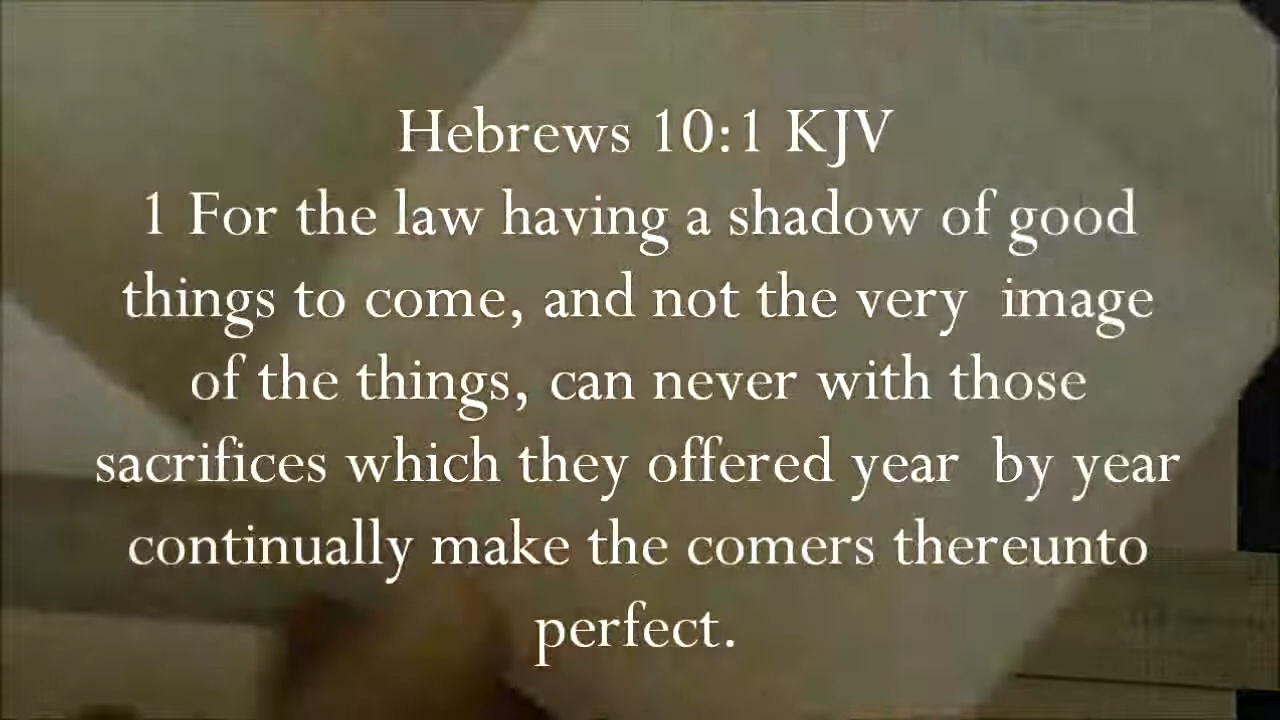 Hebrews 10:1 KJV
1 For the law having a shadow of good
things to come, and not the very  image
of the things, can never with those
sacrifices which they offered year  by year
continually make the comers thereunto
perfect.